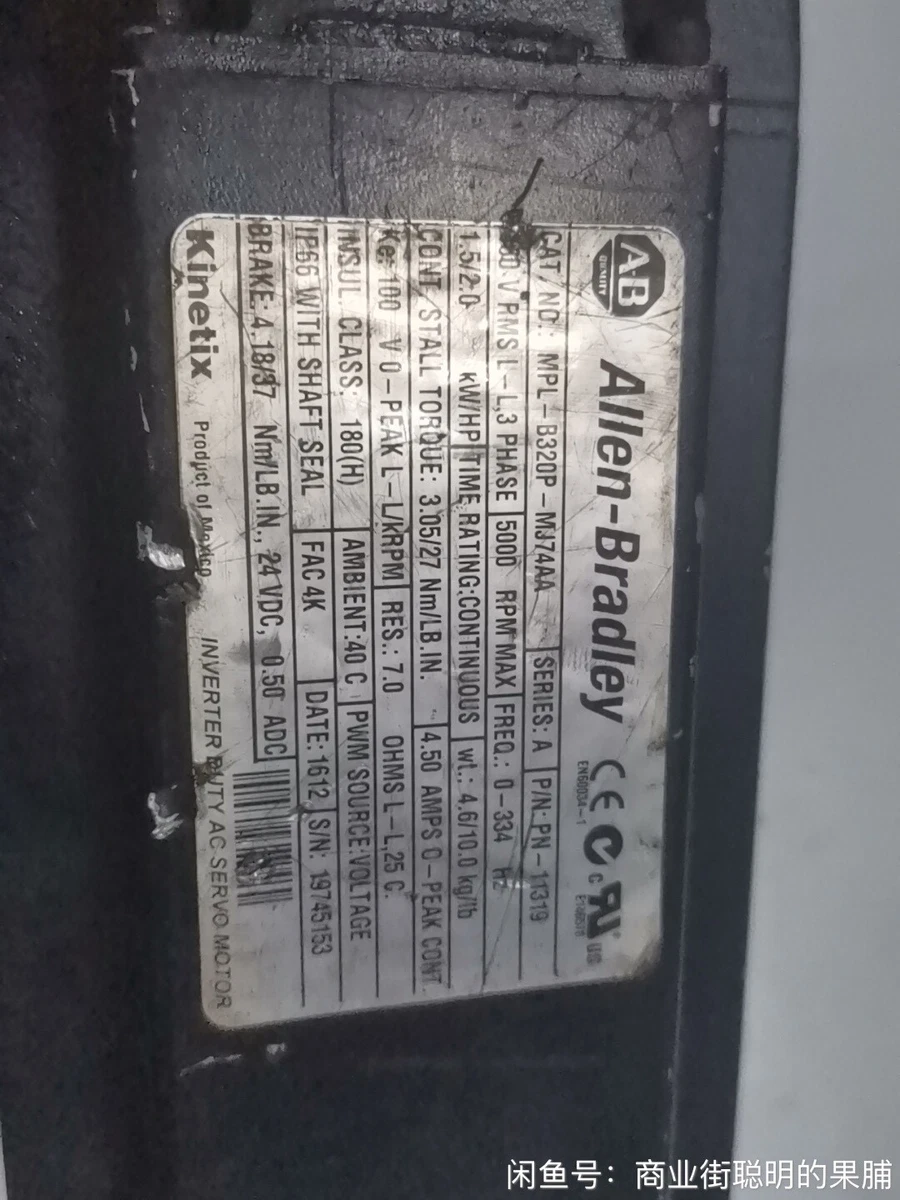 A-B
QUALITY
Allen-Bradley
CE
EN60034-1
c UR US
CAT. NO.: MPL-B320P-MJ74AA SERIES: A P/N: PN-11319
V RMS L-L, 3 PHASE 5000 RPM MAX FREQ.: 0-334 Hz
1.5/2.0 kW/HP TIME RATING: CONTINUOUS wt.: 4.6/10.0 kg/lb
CONT. STALL TORQUE: 3.05/27 Nm/LB.IN. 4.50 AMPS 0-PEAK CONT.
Ke: 100 V 0-PEAK L-L/KRPM RES.: 7.0 OHMS L-L, 25 C.
INSUL. CLASS: 180(H) AMBIENT: 40 C PWM SOURCE: VOLTAGE
IP66 WITH SHAFT SEAL FAC 4K DATE: 1612 S/N: 19745153
BRAKE: 4.18/37 Nm/LB.IN., 24 VDC, 0.50 ADC
Kinetix Product of Mexico INVERTER DUTY AC SERVO MOTOR
闲鱼号：商业街聪明的果脯